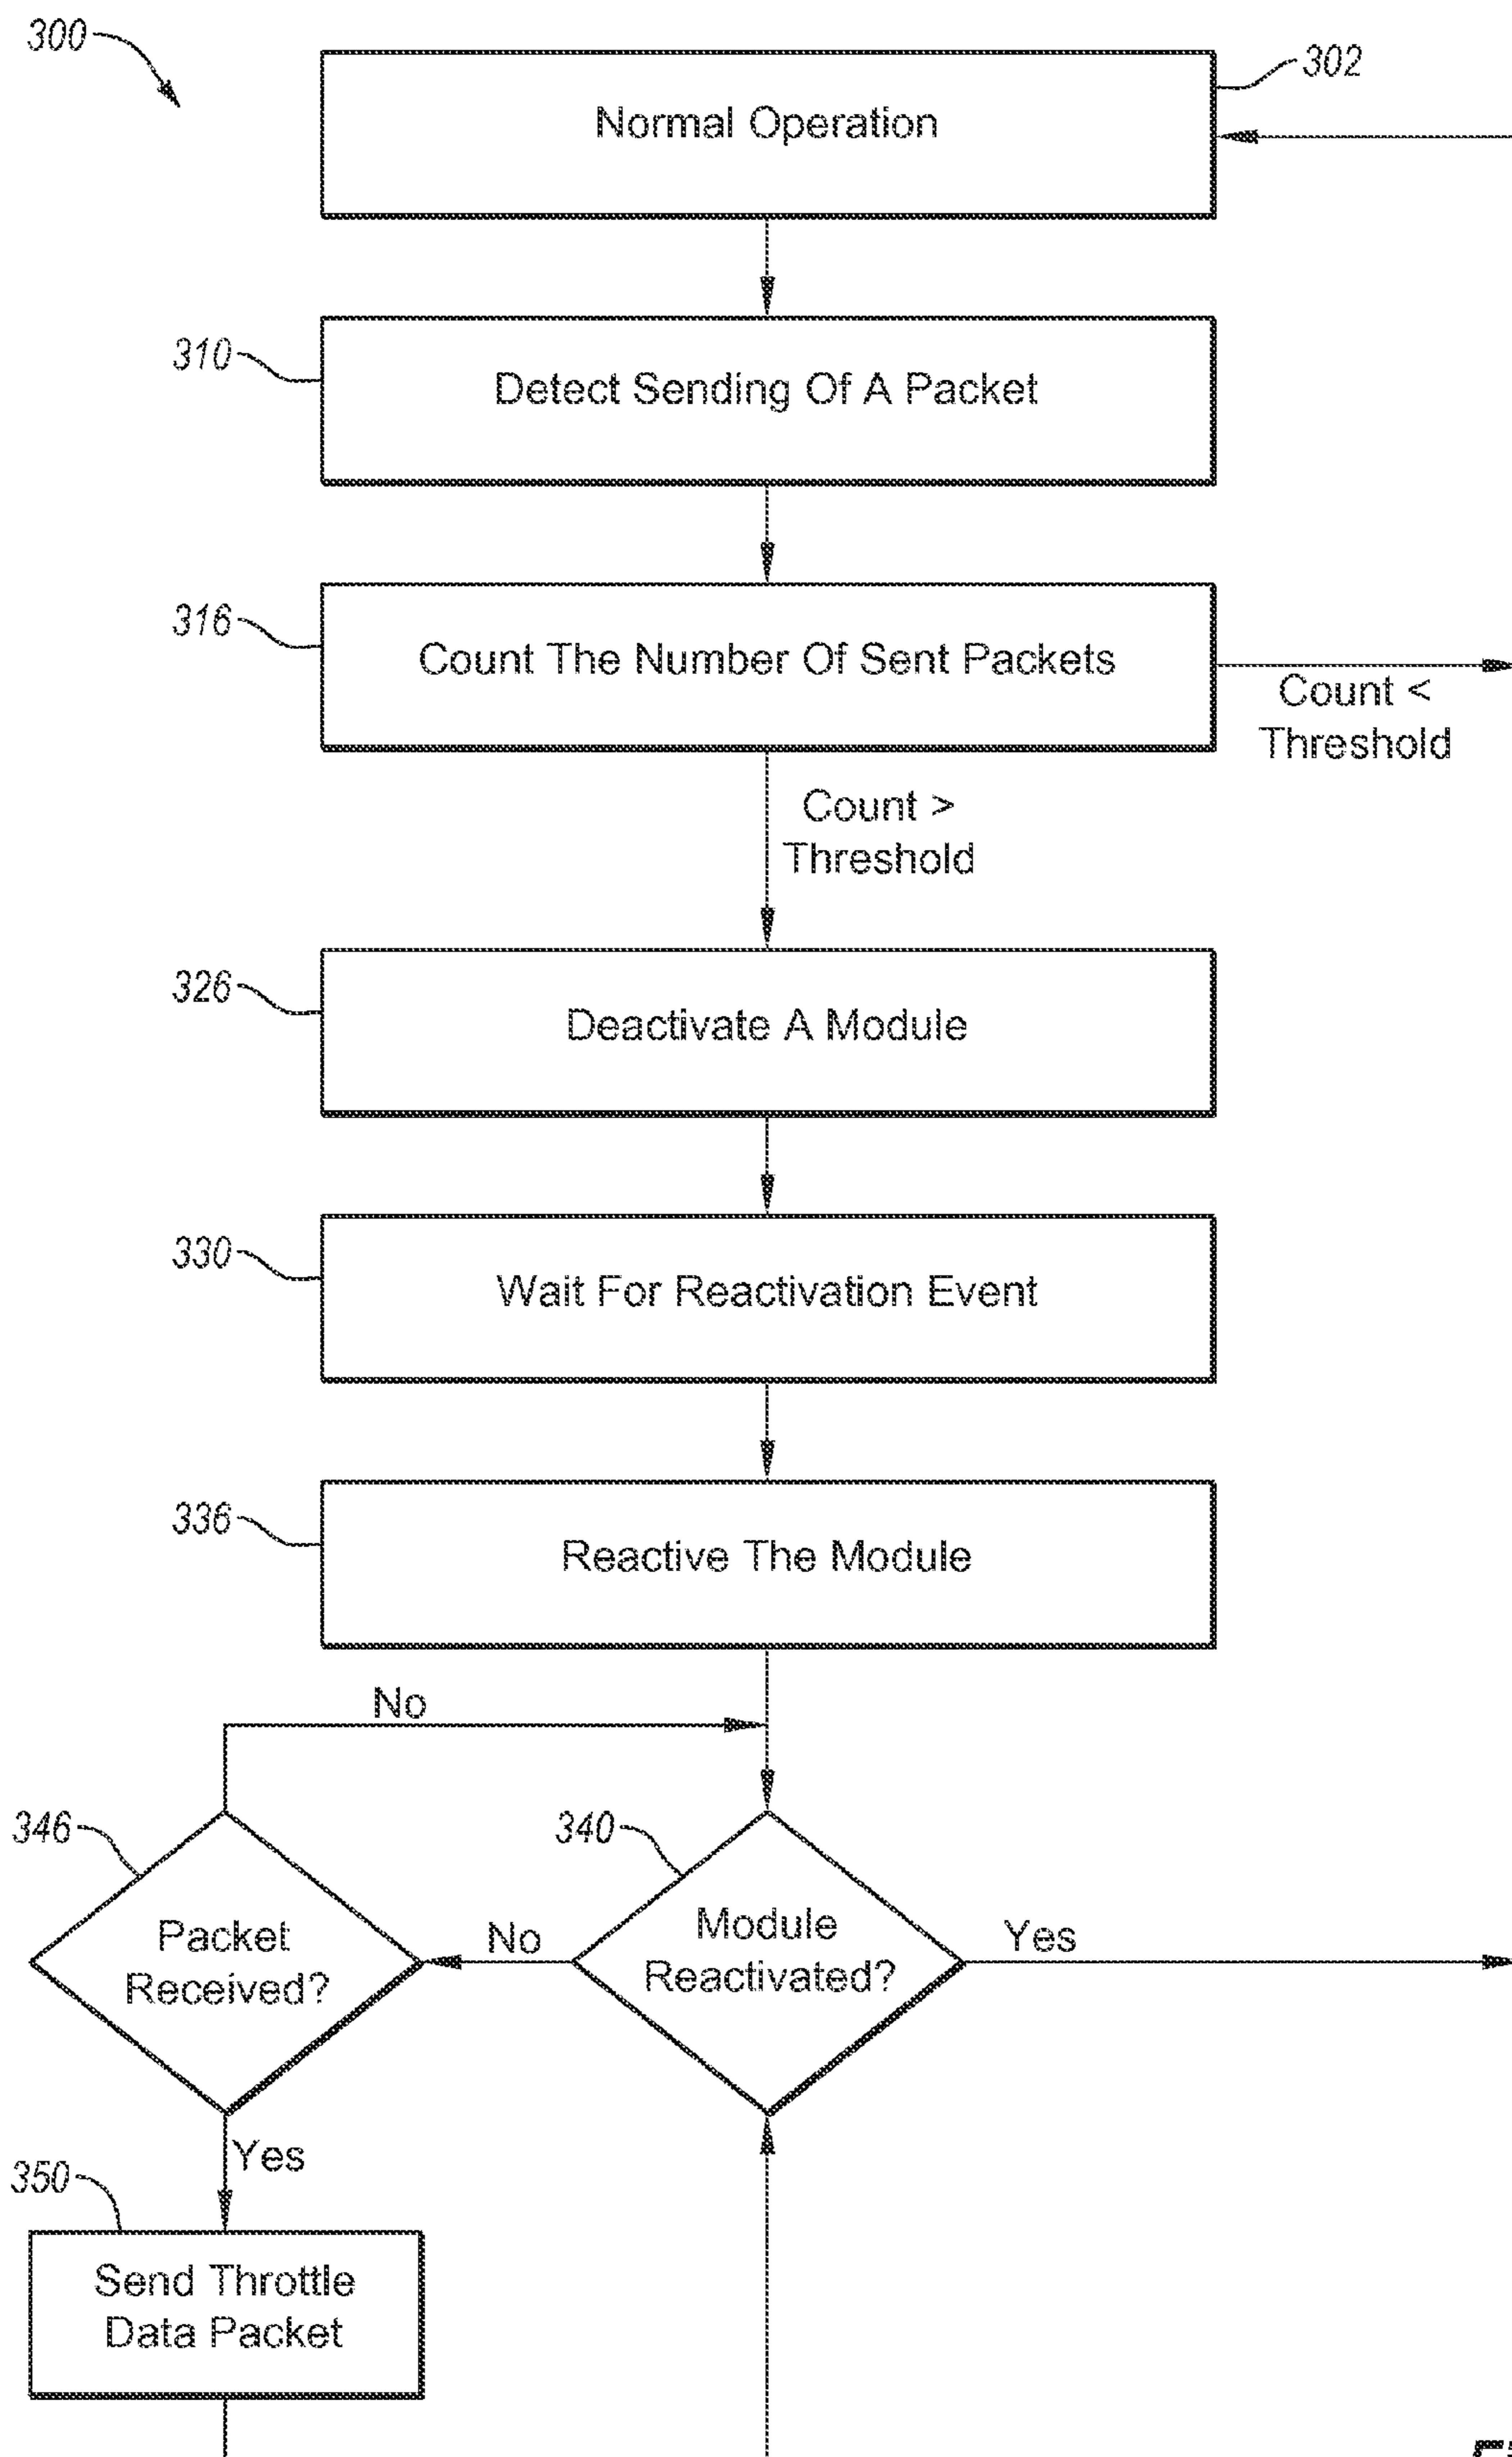 300
302
Normal Operation
310
Detect Sending Of A Packet
316
Count The Number Of Sent Packets
Count <
Threshold
Count >
Threshold
326
Deactivate A Module
330
Wait For Reactivation Event
336
Reactive The Module
No
346
340
Packet
Received?
No
Module
Reactivated?
Yes
Yes
350
Send Throttle
Data Packet